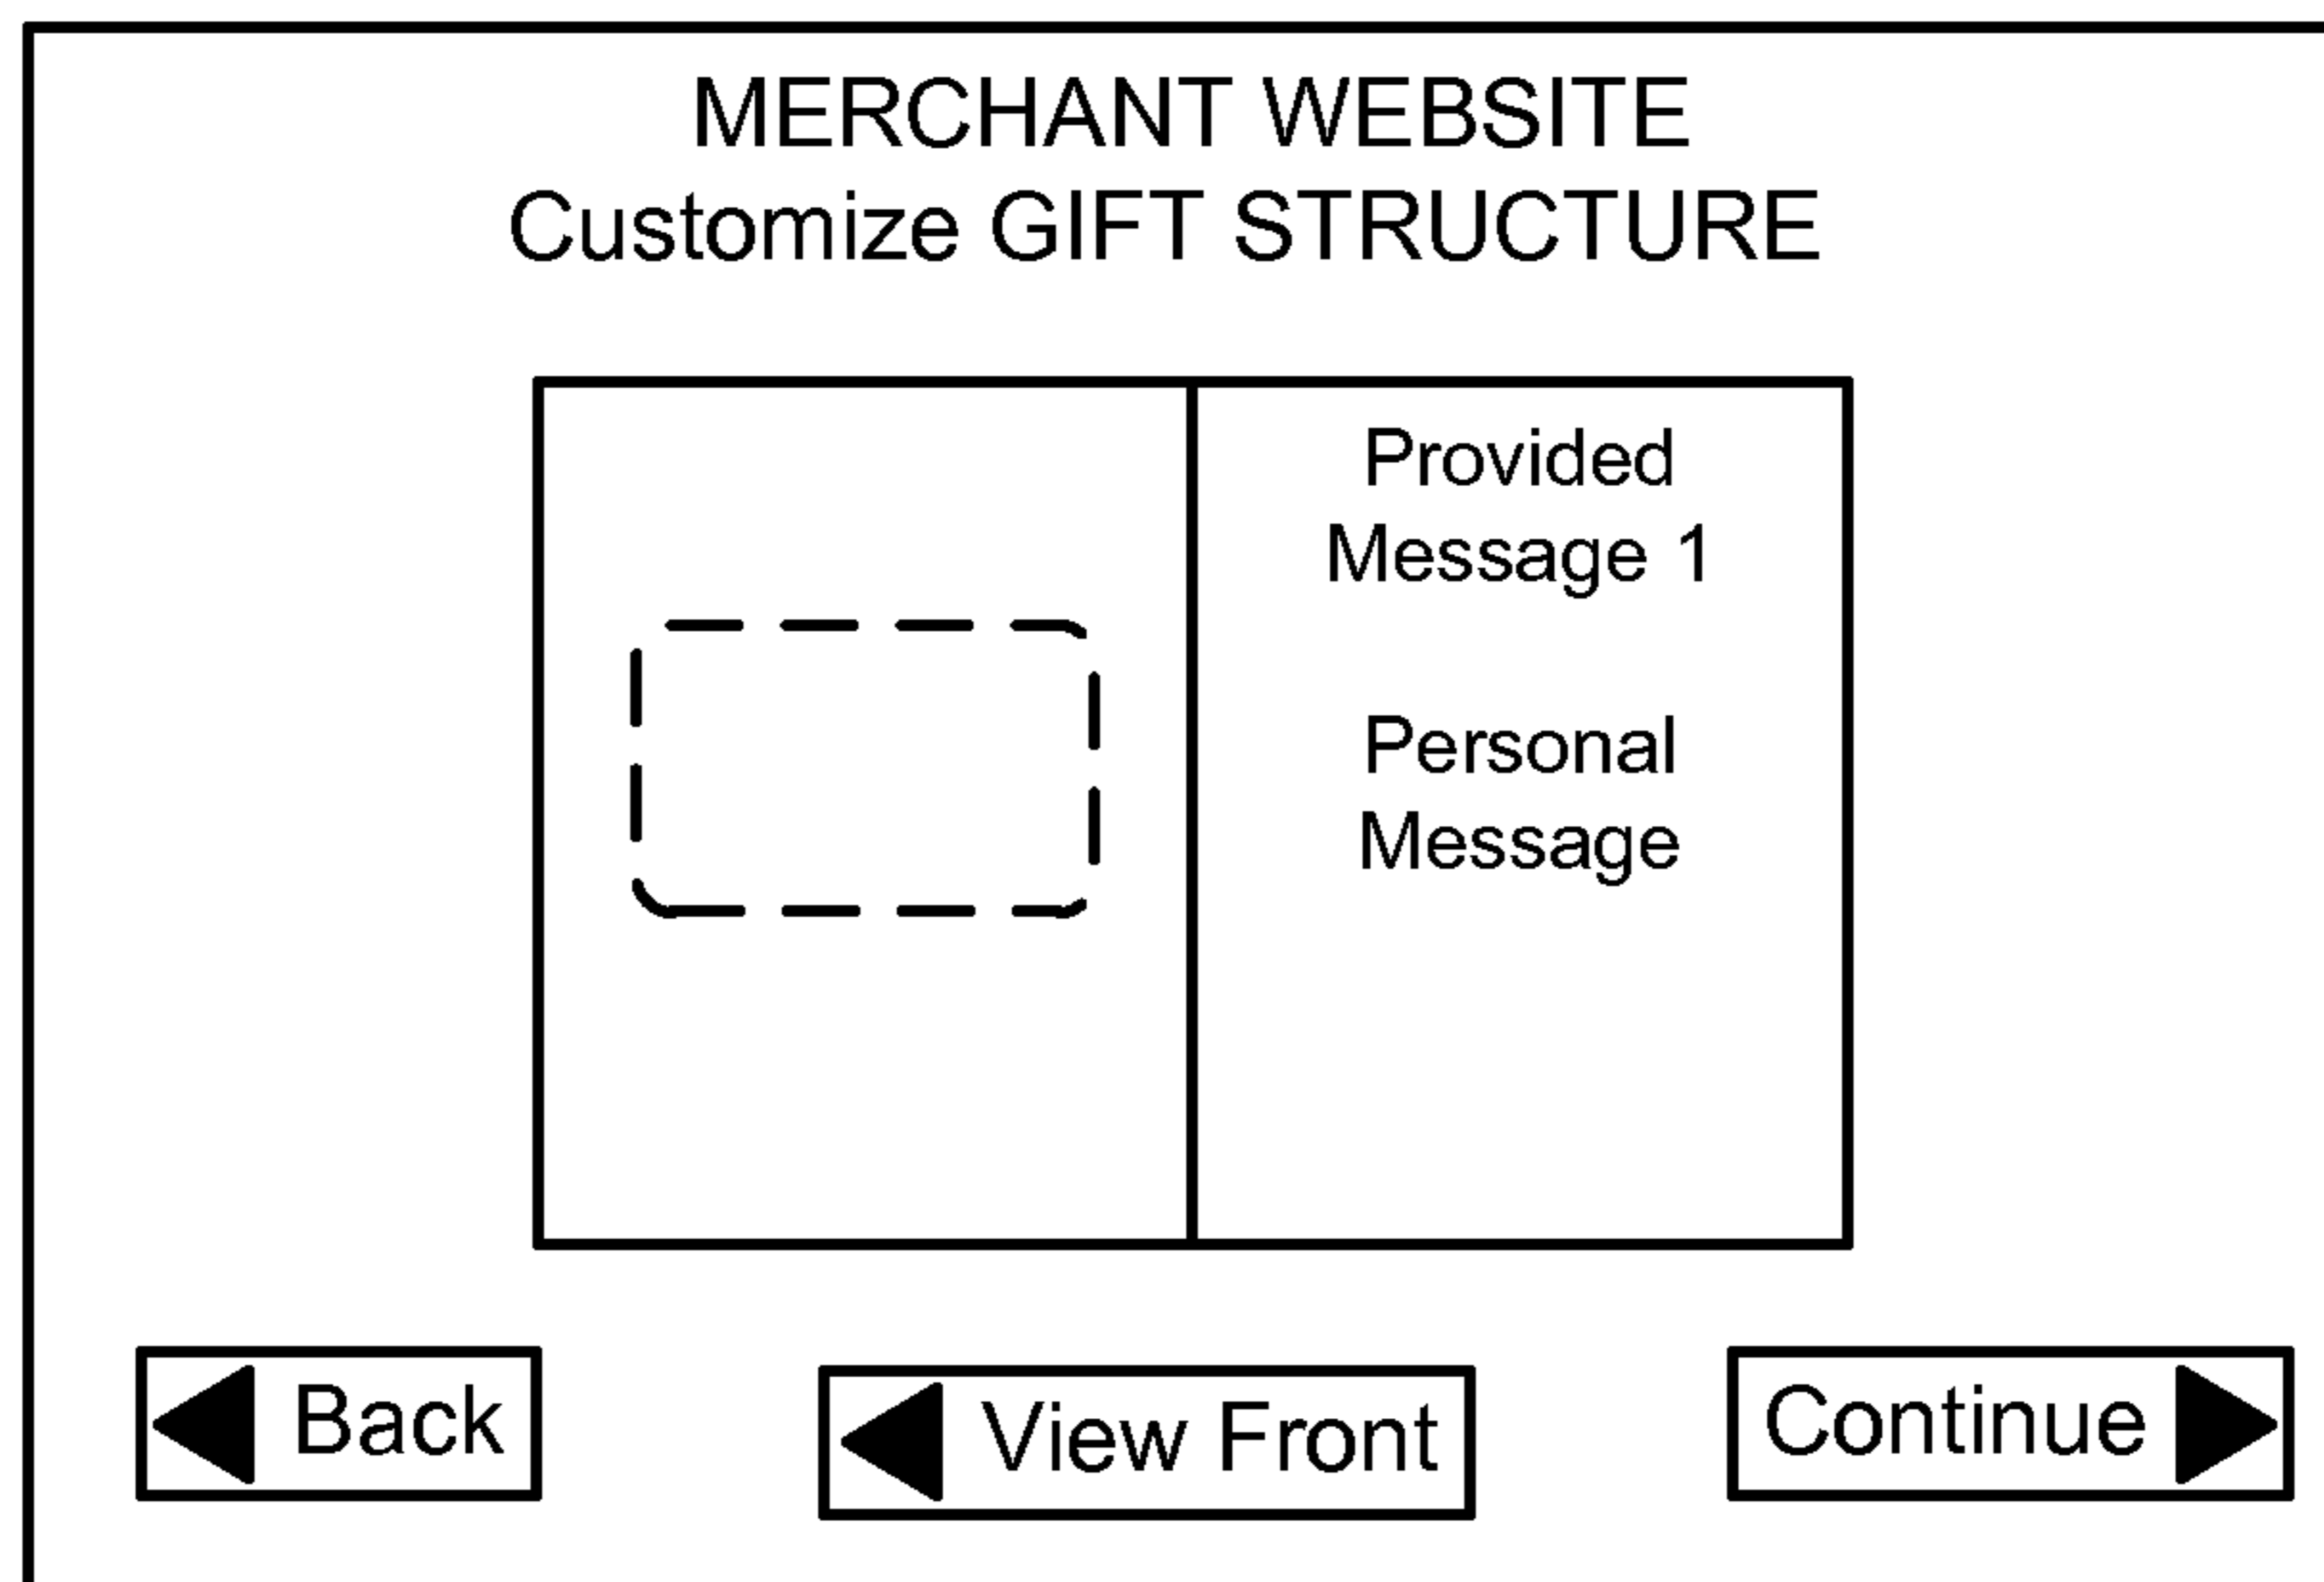 MERCHANT WEBSITE
Customize GIFT STRUCTURE
Provided
Message 1
Personal
Message
Back
View Front
Continue